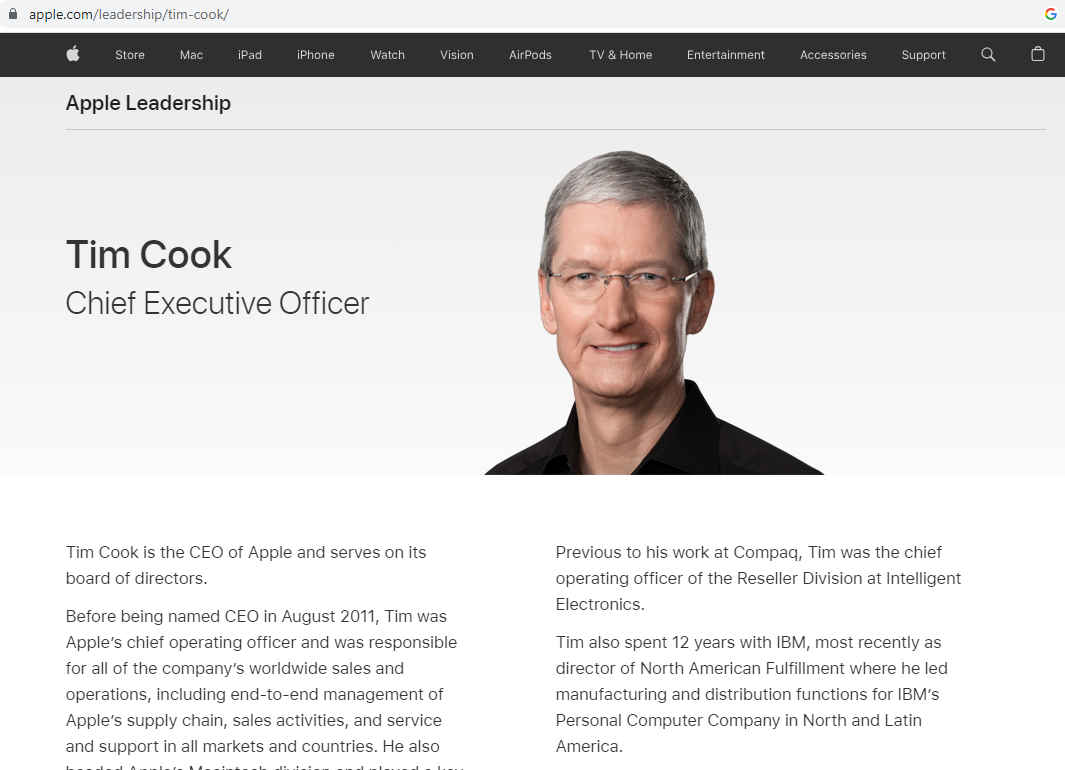 apple.com/leadership/tim-cook/
Store Mac iPad iPhone Watch Vision AirPods TV & Home Entertainment Accessories Support
Apple Leadership
Tim Cook
Chief Executive Officer
Tim Cook is the CEO of Apple and serves on its
board of directors.
Before being named CEO in August 2011, Tim was
Apple’s chief operating officer and was responsible
for all of the company’s worldwide sales and
operations, including end-to-end management of
Apple’s supply chain, sales activities, and service
and support in all markets and countries. He also
headed Apple’s Macintosh division and played a key
Previous to his work at Compaq, Tim was the chief
operating officer of the Reseller Division at Intelligent
Electronics.
Tim also spent 12 years with IBM, most recently as
director of North American Fulfillment where he led
manufacturing and distribution functions for IBM’s
Personal Computer Company in North and Latin
America.